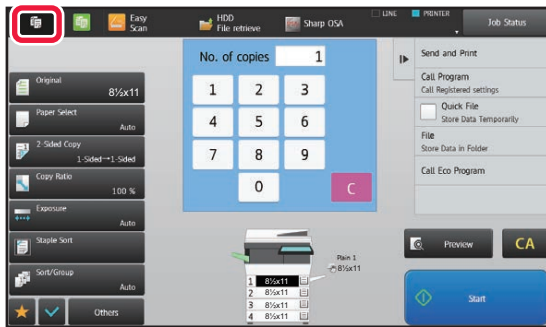 Easy
Scan
HDD
File retrieve
Sharp OSA
LINE
PRINTER
Job Status
No. of copies
1
Original
8½x11
Paper Select
Auto
2-Sided Copy
1-Sided→1-Sided
Copy Ratio
100 %
Exposure
Auto
Staple Sort
Sort/Group
Auto
Others
1 2 3
4 5 6
7 8 9
0 C
Plain 1
8½x11
1 8½x11
2 8½x11
3 8½x11
4 8½x11
Send and Print
Call Program
Call Registered settings
Quick File
Store Data Temporarily
File
Store Data in Folder
Call Eco Program
Preview
CA
Start